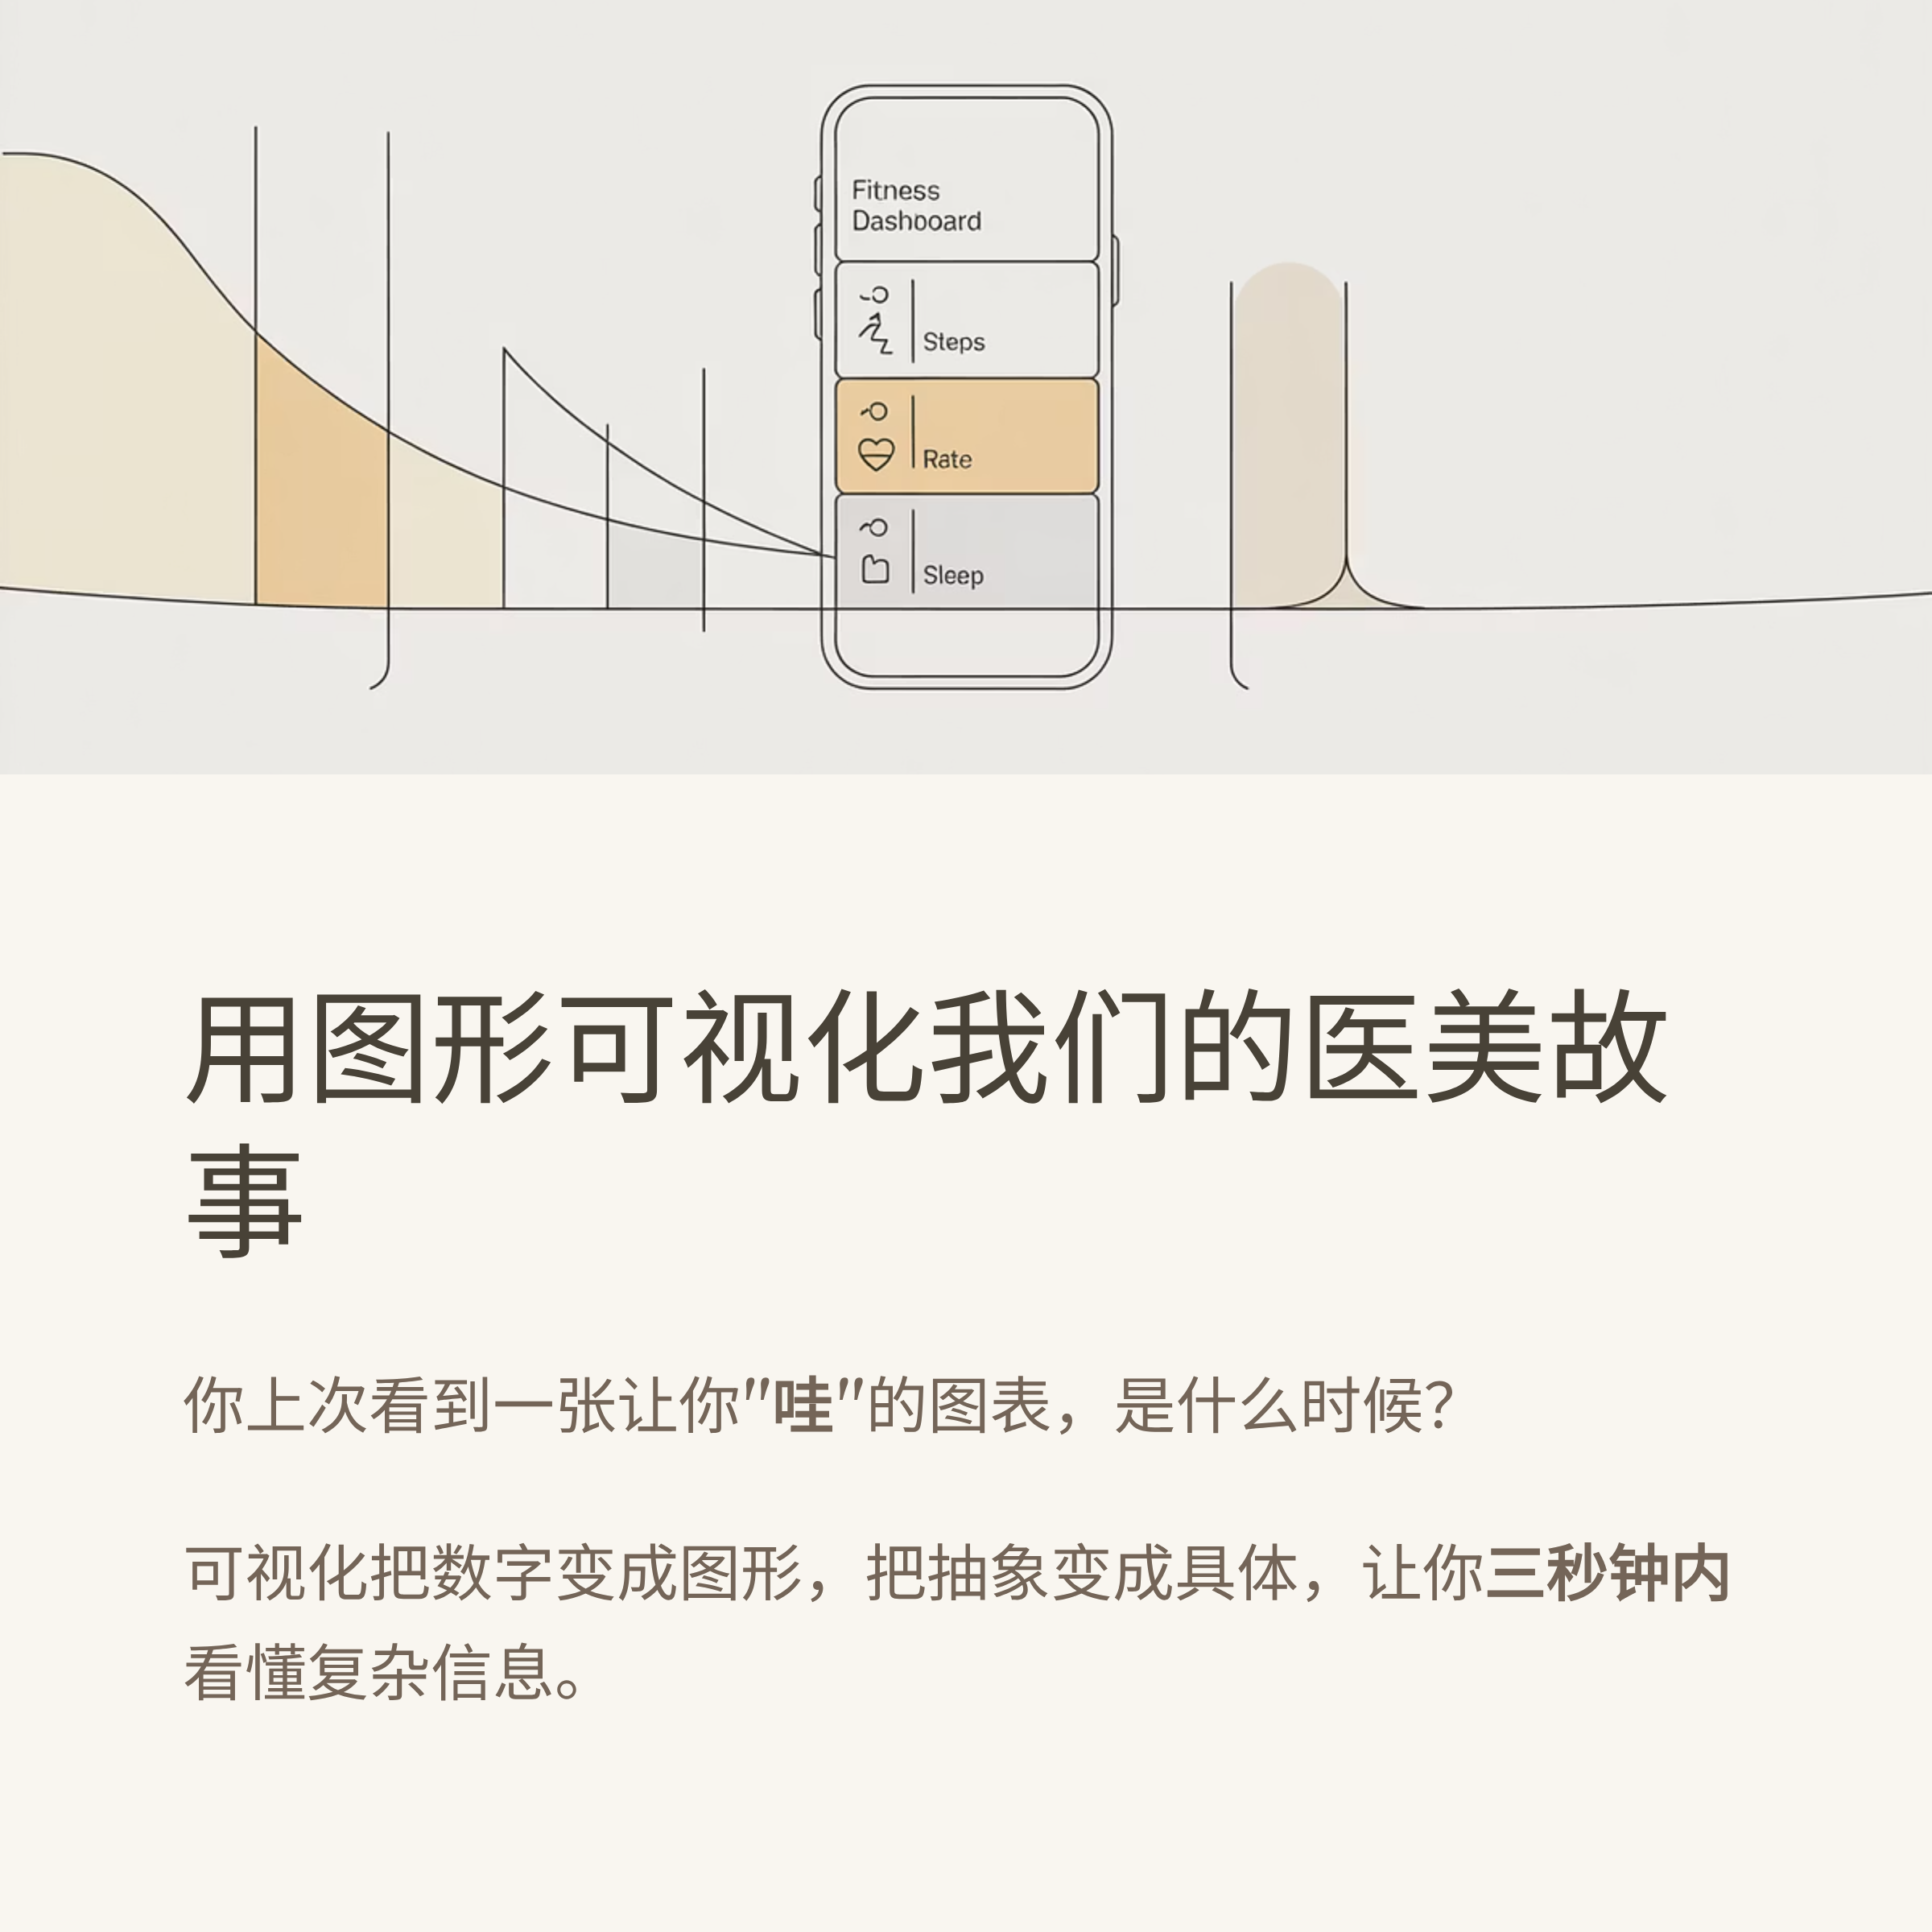 Fitness
Dashbooard
Steps
Rate
Sleep
用图形可视化我们的医美故
事
你上次看到一张让你"哇"的图表，是什么时候？
可视化把数字变成图形，把抽象变成具体，让你三秒钟内
看懂复杂信息。